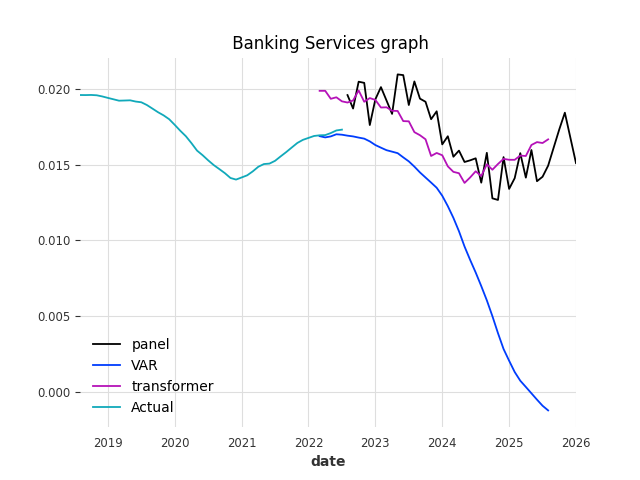 Banking Services graph
0.020
0.015
0.010
0.005
0.000
panel
VAR
transformer
Actual
2019 2020 2021 2022 2023 2024 2025 2026
date